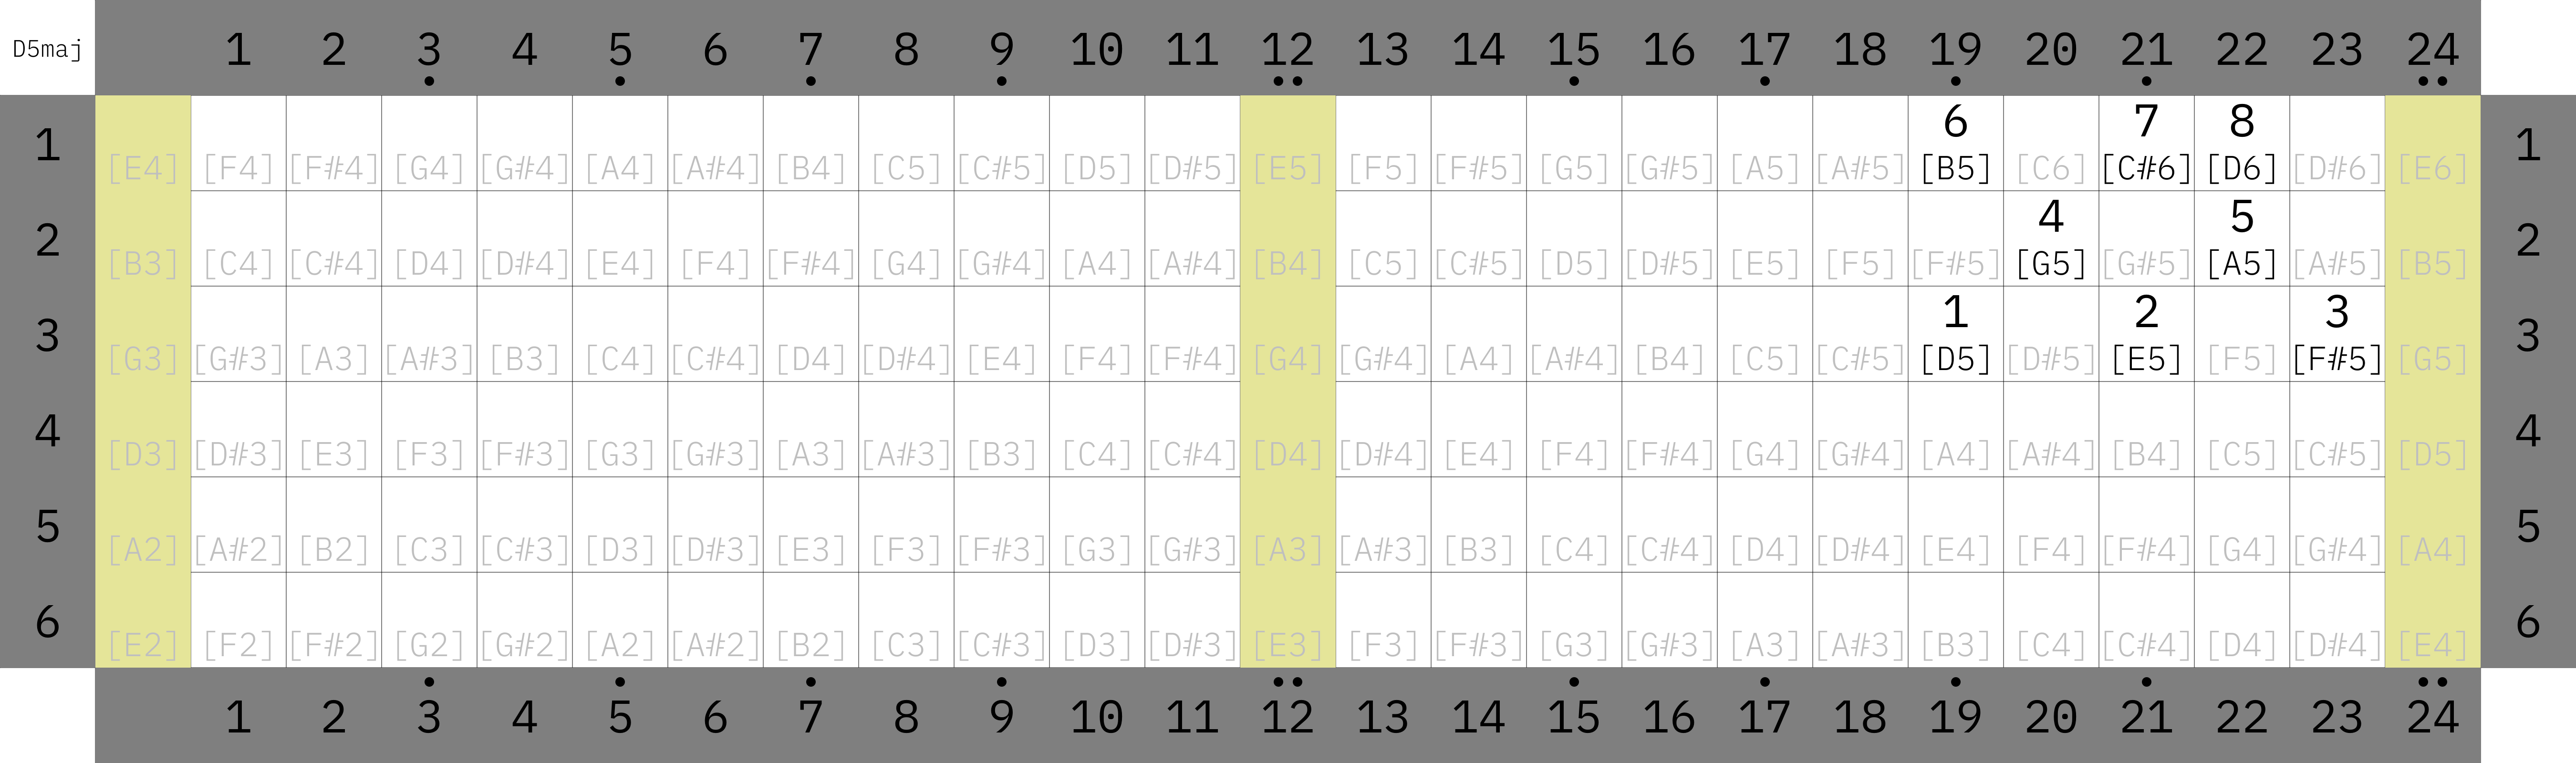 D5maj 1 2 3 4 5 6 7 8 9 10 11 12 13 14 15 16 17 18 19 20 21 22 23 24
6 7 8
1 [E4] [F4] [F#4] [G4] [G#4] [A4] [A#4] [B4] [C5] [C#5] [D5] [D#5] [E5] [F5] [F#5] [G5] [G#5] [A5] [A#5] [B5] [C6] [C#6] [D6] [D#6] [E6] 1
4 5
2 [B3] [C4] [C#4] [D4] [D#4] [E4] [F4] [F#4] [G4] [G#4] [A4] [A#4] [B4] [C5] [C#5] [D5] [D#5] [E5] [F5] [F#5] [G5] [G#5] [A5] [A#5] [B5] 2
1 2 3
3 [G3] [G#3] [A3] [A#3] [B3] [C4] [C#4] [D4] [D#4] [E4] [F4] [F#4] [G4] [G#4] [A4] [A#4] [B4] [C5] [C#5] [D5] [D#5] [E5] [F5] [F#5] [G5] 3
4 [D3] [D#3] [E3] [F3] [F#3] [G3] [G#3] [A3] [A#3] [B3] [C4] [C#4] [D4] [D#4] [E4] [F4] [F#4] [G4] [G#4] [A4] [A#4] [B4] [C5] [C#5] [D5] 4
5 [A2] [A#2] [B2] [C3] [C#3] [D3] [D#3] [E3] [F3] [F#3] [G3] [G#3] [A3] [A#3] [B3] [C4] [C#4] [D4] [D#4] [E4] [F4] [F#4] [G4] [G#4] [A4] 5
6 [E2] [F2] [F#2] [G2] [G#2] [A2] [A#2] [B2] [C3] [C#3] [D3] [D#3] [E3] [F3] [F#3] [G3] [G#3] [A3] [A#3] [B3] [C4] [C#4] [D4] [D#4] [E4] 6
1 2 3 4 5 6 7 8 9 10 11 12 13 14 15 16 17 18 19 20 21 22 23 24